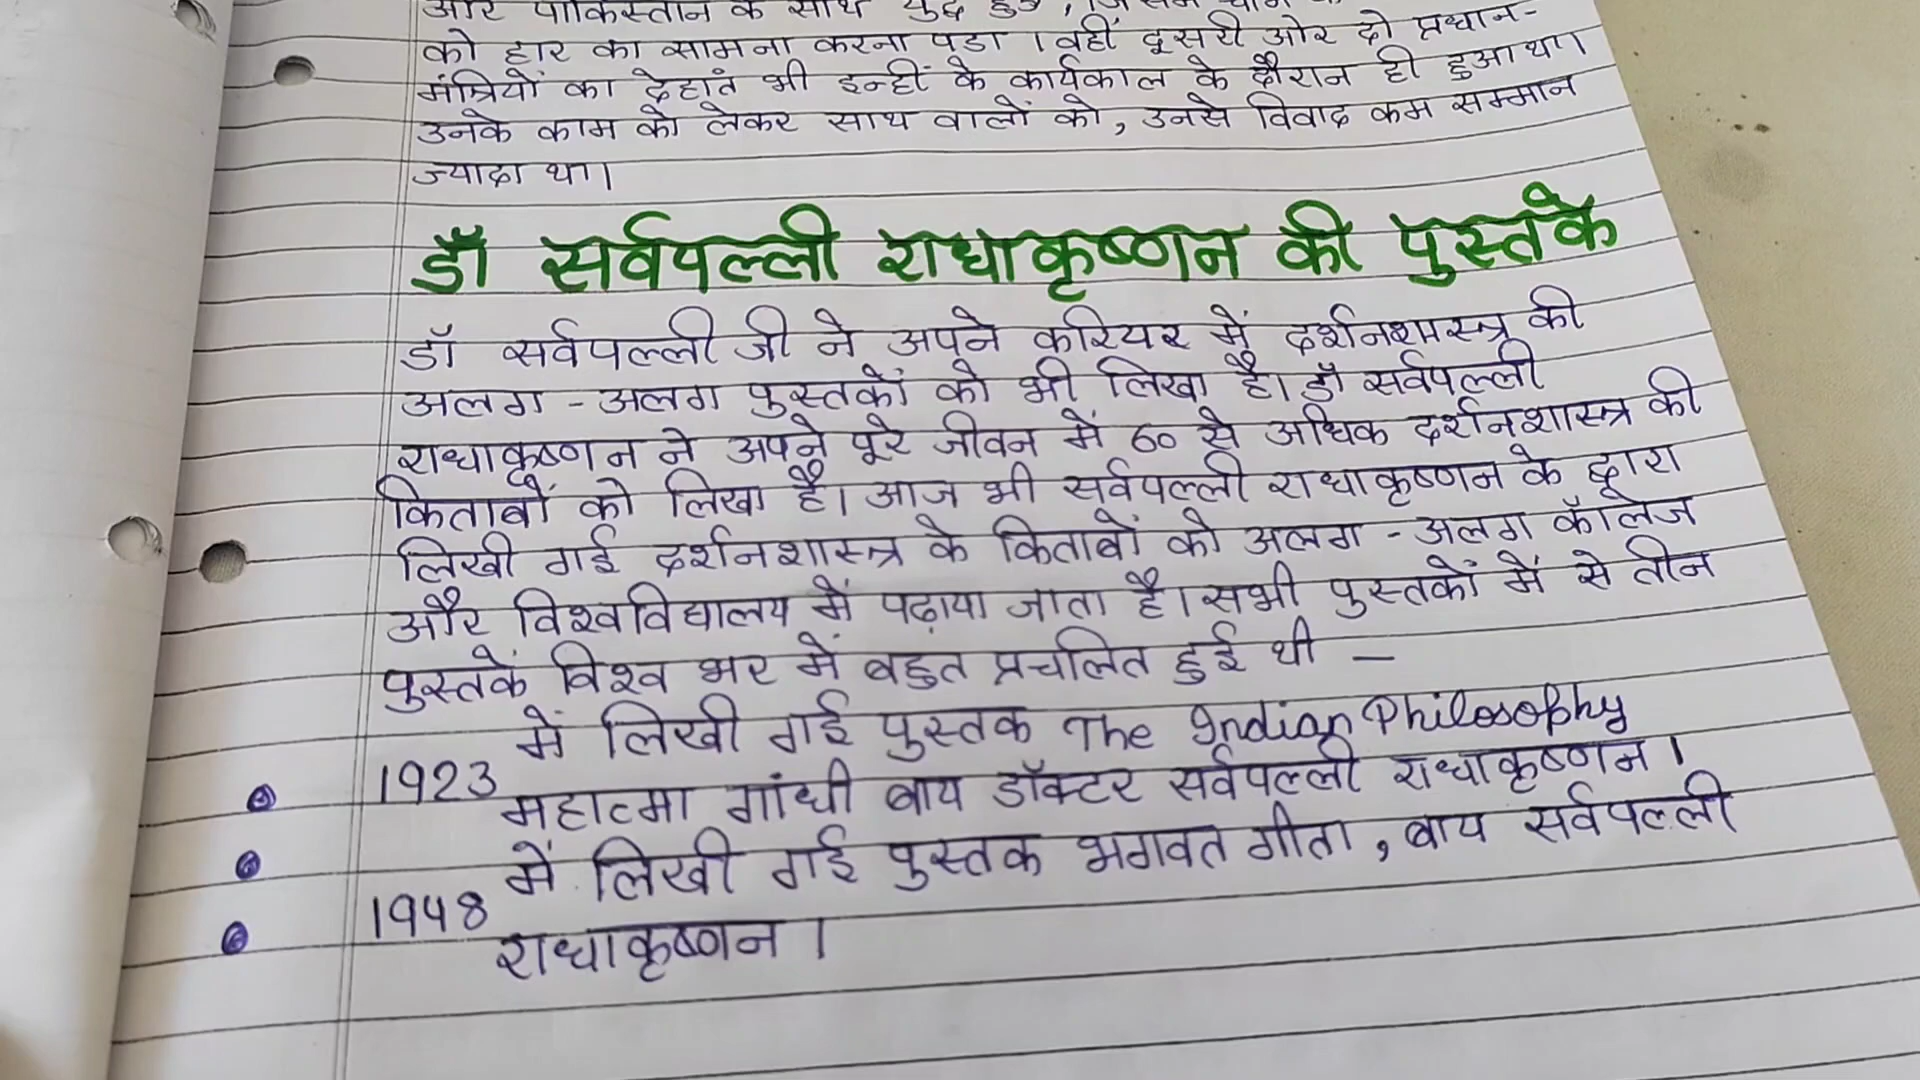 और पाकिस्तान के साथ युद्ध हुए,
को हार का सामना करना पडा । वहीं दूसरी ओर दो प्रधान-
मंत्रियों का देहांत भी इन्हीं के कार्यकाल के दौरान ही हुआ था।
उनके काम को लेकर साथ वालों को, उनसे विवाद कम सम्मान
ज्यादा था।
डॉ सर्वपल्ली राधाकृष्णन की पुस्तकें
डॉ सर्वपल्ली जी ने अपने करियर में दर्शनशास्त्र की
अलग - अलग पुस्तकों को भी लिखा है। डॉ सर्वपल्ली
राधाकृष्णन ने अपने पूरे जीवन में 60 से अधिक दर्शनशास्त्र की
किताबों को लिखा है। आज भी सर्वपल्ली राधाकृष्णन के द्वारा
लिखी गई दर्शनशास्त्र के किताबों को अलग - अलग कॉलेज
और विश्वविद्यालय में पढ़ाया जाता है। सभी पुस्तकों में से तीन
पुस्तकें विश्व भर में बहुत प्रचलित हुई थी –
1923 में लिखी गई पुस्तक The Indian Philosophy
महात्मा गांधी बाय डॉक्टर सर्वपल्ली राधाकृष्णन ।
1948 में लिखी गई पुस्तक भगवत गीता, बाय सर्वपल्ली
राधाकृष्णन ।